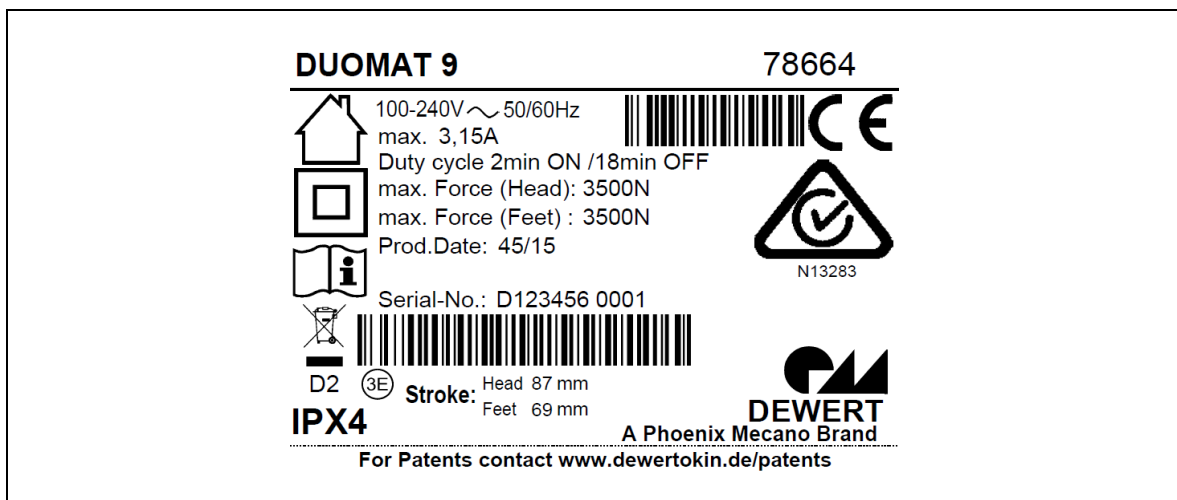 DUOMAT 9 78664
100-240V ~ 50/60Hz
CE
max. 3,15A
Duty cycle 2min ON /18min OFF
max. Force (Head): 3500N
max. Force (Feet) : 3500N
Prod.Date: 45/15
i
N13283
Serial-No.: D123456 0001
D2 3E Stroke: Head 87 mm
Feet 69 mm
IPX4
DEWERT
A Phoenix Mecano Brand
For Patents contact www.dewertokin.de/patents